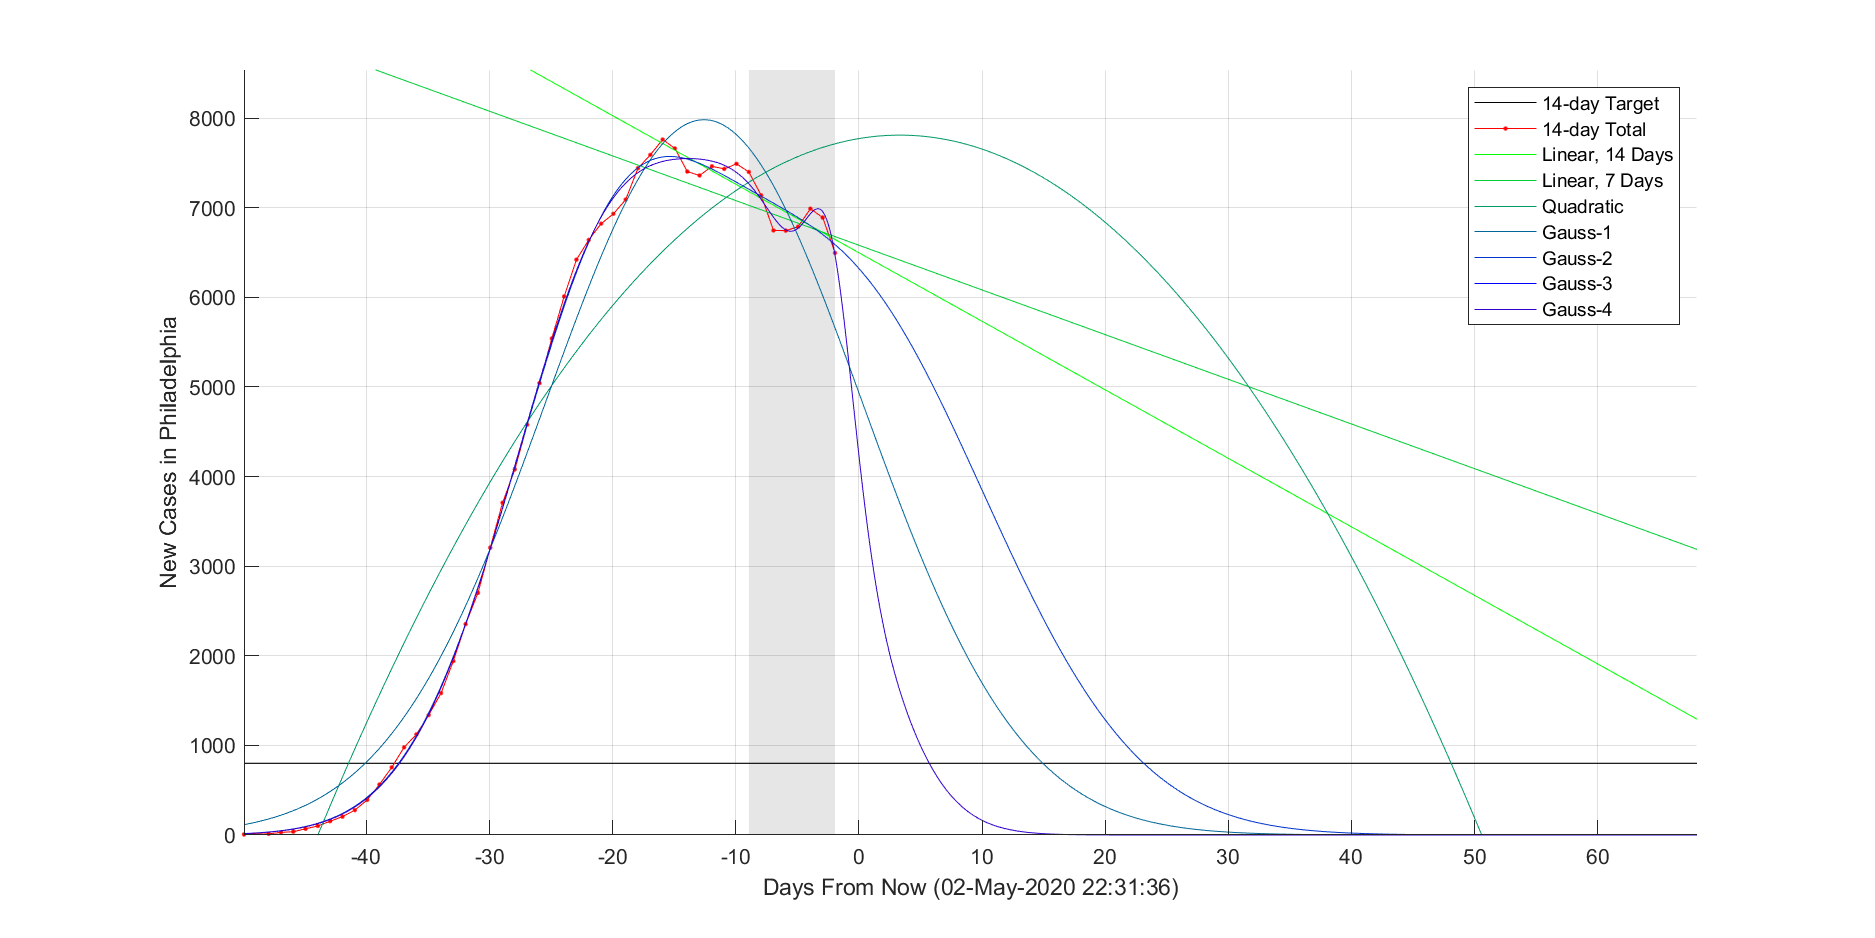 8000
7000
6000
5000
4000
3000
2000
1000
0
New Cases in Philadelphia
-40 -30 -20 -10 0 10 20 30 40 50 60
Days From Now (02-May-2020 22:31:36)
14-day Target
14-day Total
Linear, 14 Days
Linear, 7 Days
Quadratic
Gauss-1
Gauss-2
Gauss-3
Gauss-4